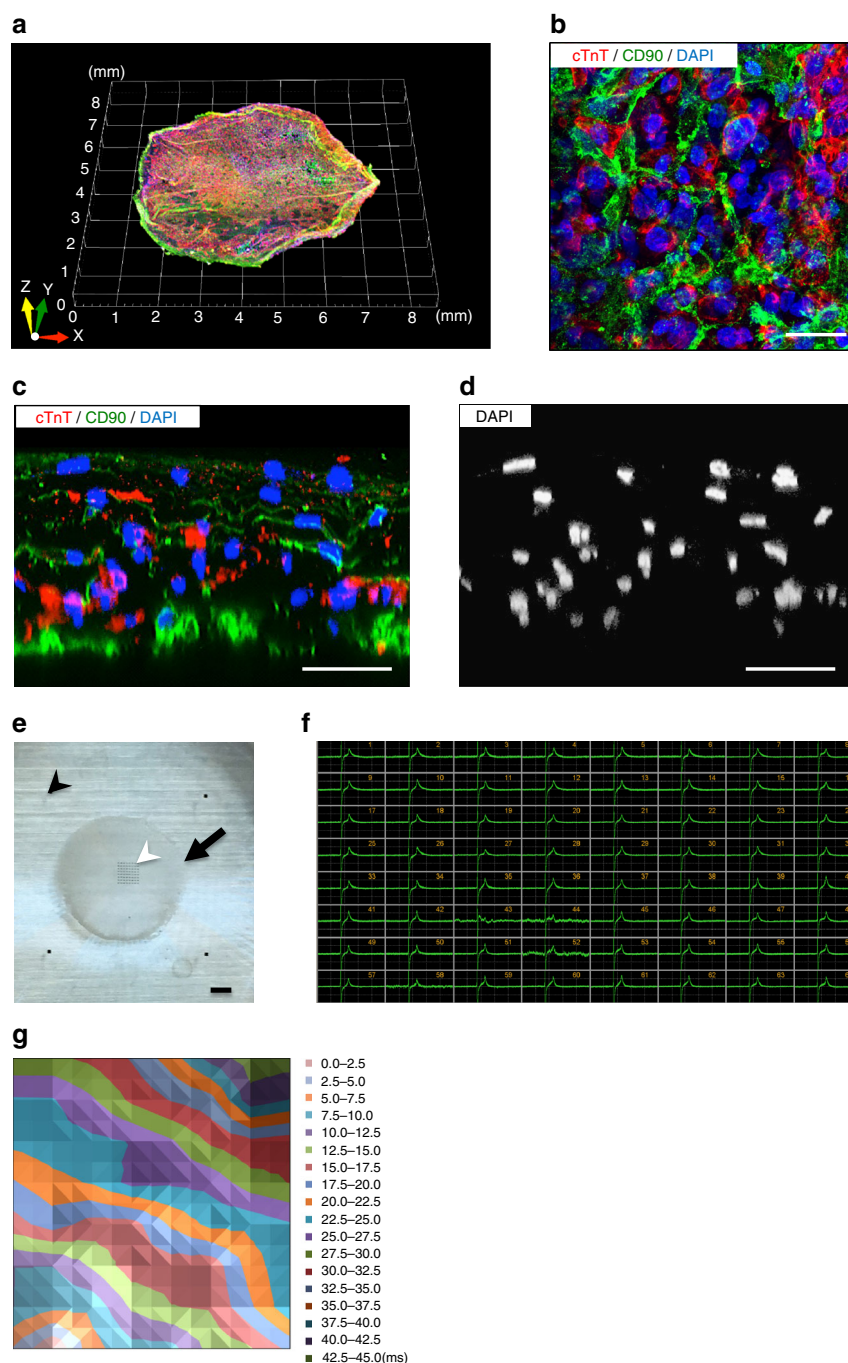 a
(mm)
8
7
6
5
4
3
2
1
0
Z
Y
X
0 1 2 3 4 5 6 7 8
(mm)
b
cTnT / CD90 / DAPI
c
cTnT / CD90 / DAPI
d
DAPI
e
f
1 2 3 4 5 6 7 8
9 10 11 12 13 14 15
17 18 19 20 21 22 23
25 26 27 28 29 30 31
33 34 35 36 37 38 39
41 42 43 44 45 46 47
49 50 51 52 53 54 55
57 58 59 60 61 62 63
g
0.0–2.5
2.5–5.0
5.0–7.5
7.5–10.0
10.0–12.5
12.5–15.0
15.0–17.5
17.5–20.0
20.0–22.5
22.5–25.0
25.0–27.5
27.5–30.0
30.0–32.5
32.5–35.0
35.0–37.5
37.5–40.0
40.0–42.5
42.5–45.0(ms)